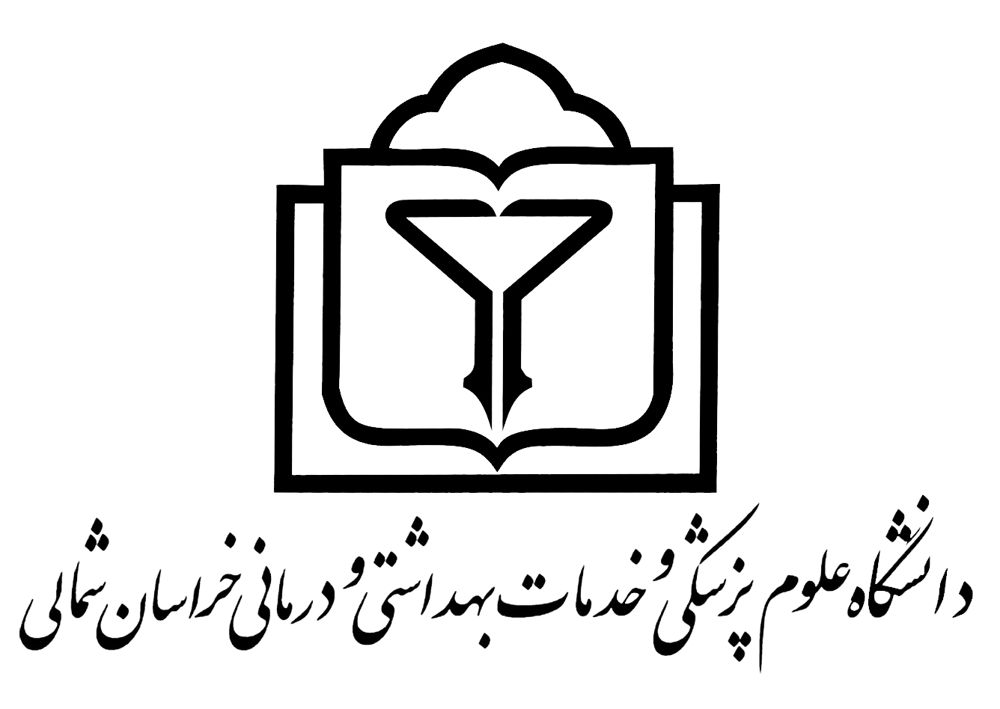 دانشگاه علوم پزشکی و خدمات بهداشتی و درمانی خراسان شمالی